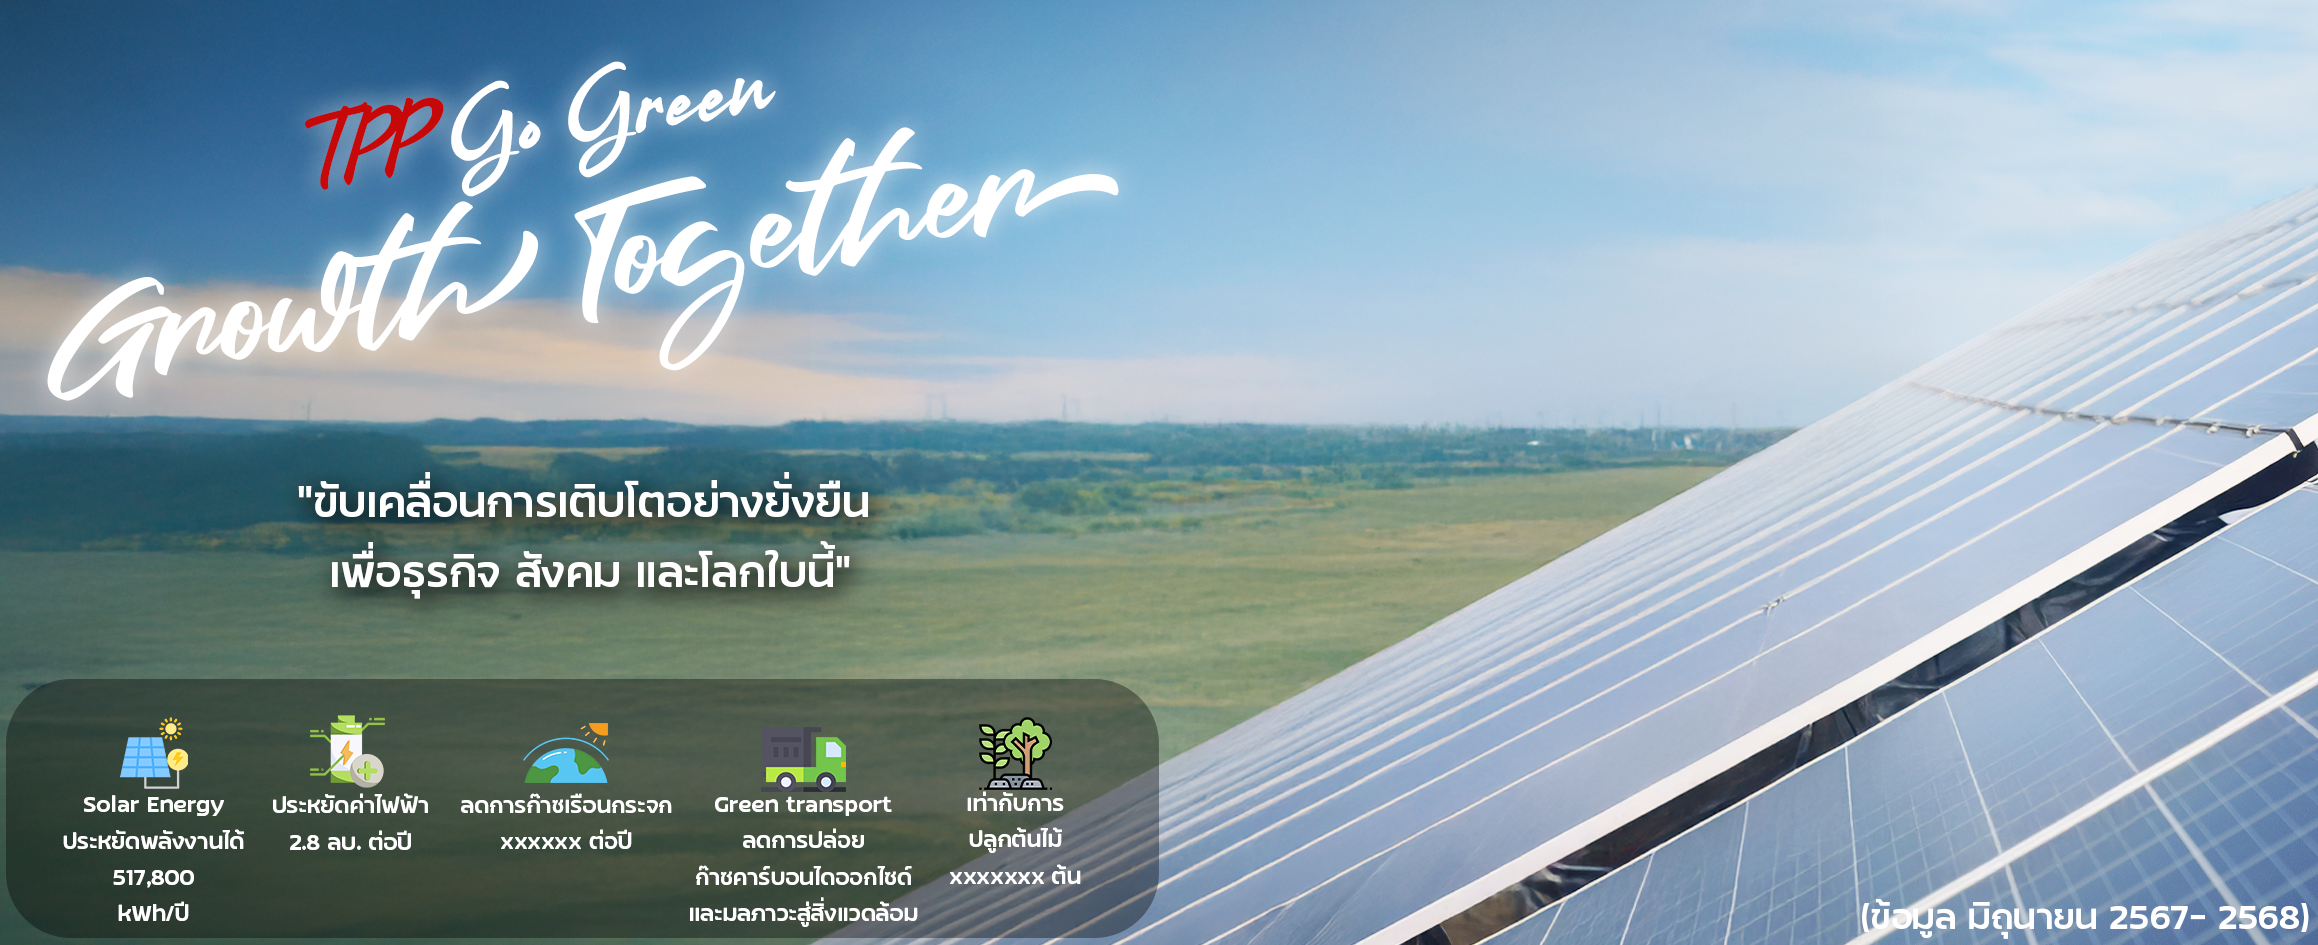 TPP Go Green
Growth Together
"ขับเคลื่อนการเติบโตอย่างยั่งยืน
เพื่อธุรกิจ สังคม และโลกใบนี้"
Solar Energy
ประหยัดพลังงานได้
517,800
kWh/ปี
ประหยัดค่าไฟฟ้า
2.8 ลบ. ต่อปี
ลดการก๊าซเรือนกระจก
xxxxxx ต่อปี
Green transport
ลดการปล่อย
ก๊าซคาร์บอนไดออกไซด์
และมลภาวะสู่สิ่งแวดล้อม
เท่ากับการ
ปลูกต้นไม้
xxxxxxx ต้น
(ข้อมูล มิถุนายน 2567- 2568)